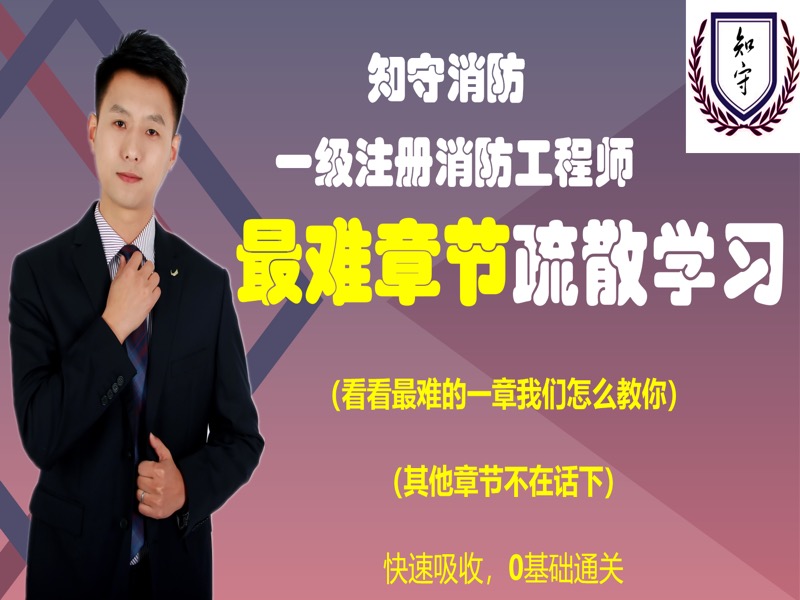 知守
知守消防
一级注册消防工程师
最难章节疏散学习
(看看最难的一章我们怎么教你)
(其他章节不在话下)
快速吸收，0基础通关